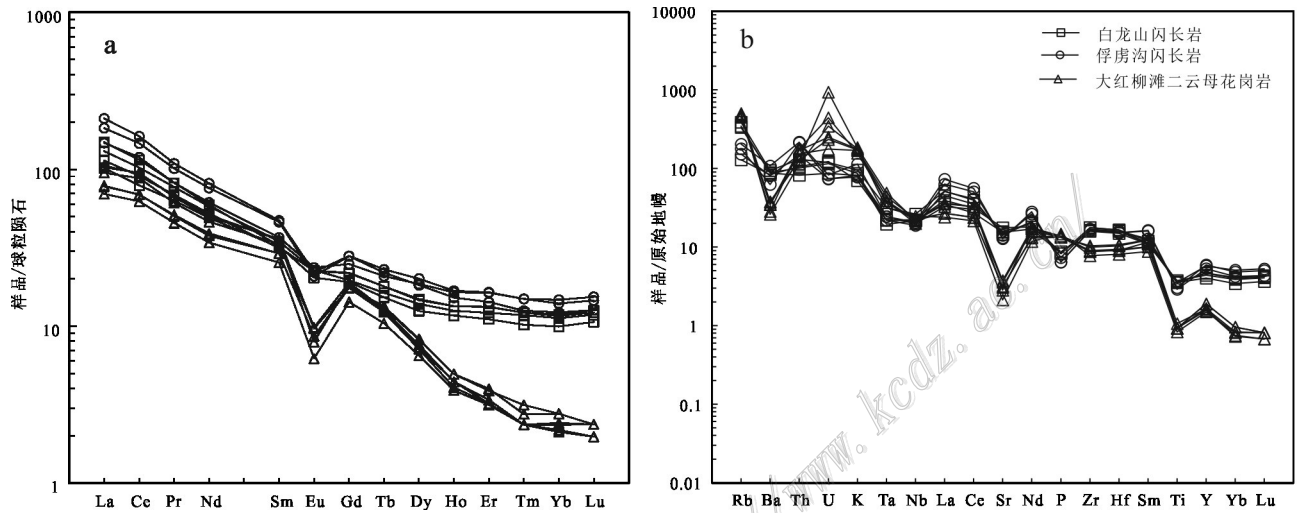 a
样品/球粒陨石
1000
100
10
1
La Ce Pr Nd Sm Eu Gd Tb Dy Ho Er Tm Yb Lu
b
白龙山闪长岩
俘虏沟闪长岩
大红柳滩二云母花岗岩
样品/原始地幔
10000
1000
100
10
1
0.1
0.01
Rb Ba Th U K Ta Nb La Ce Sr Nd P Zr Hf Sm Ti Y Yb Lu
//www.kcdz.ac.cn/